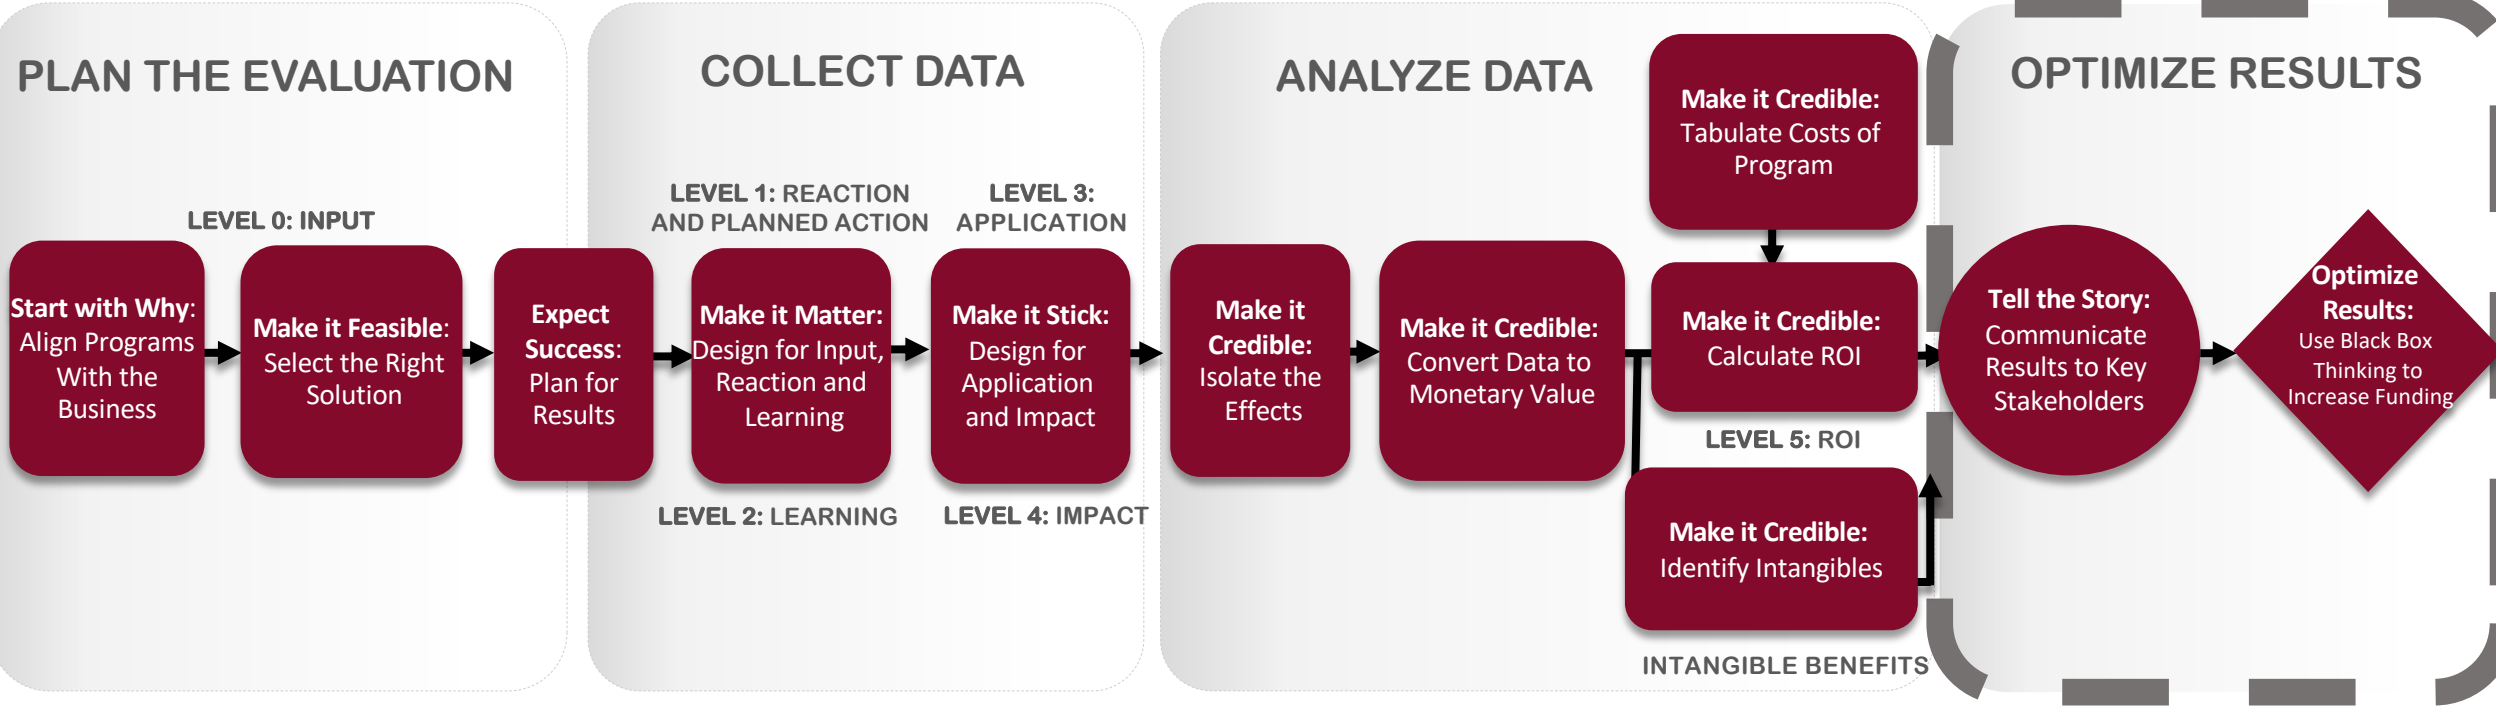 PLAN THE EVALUATION
LEVEL 0: INPUT
Start with Why:
Align Programs
With the
Business
Make it Feasible:
Select the Right
Solution
Expect
Success:
Plan for
Results
COLLECT DATA
LEVEL 1: REACTION
AND PLANNED ACTION
Make it Matter:
Design for Input,
Reaction and
Learning
LEVEL 2: LEARNING
LEVEL 3:
APPLICATION
Make it Stick:
Design for
Application
and Impact
LEVEL 4: IMPACT
ANALYZE DATA
Make it
Credible:
Isolate the
Effects
Make it Credible:
Convert Data to
Monetary Value
Make it Credible:
Tabulate Costs of
Program
Make it Credible:
Calculate ROI
LEVEL 5: ROI
Make it Credible:
Identify Intangibles
INTANGIBLE BENEFITS
OPTIMIZE RESULTS
Tell the Story:
Communicate
Results to Key
Stakeholders
Optimize
Results:
Use Black Box
Thinking to
Increase Funding